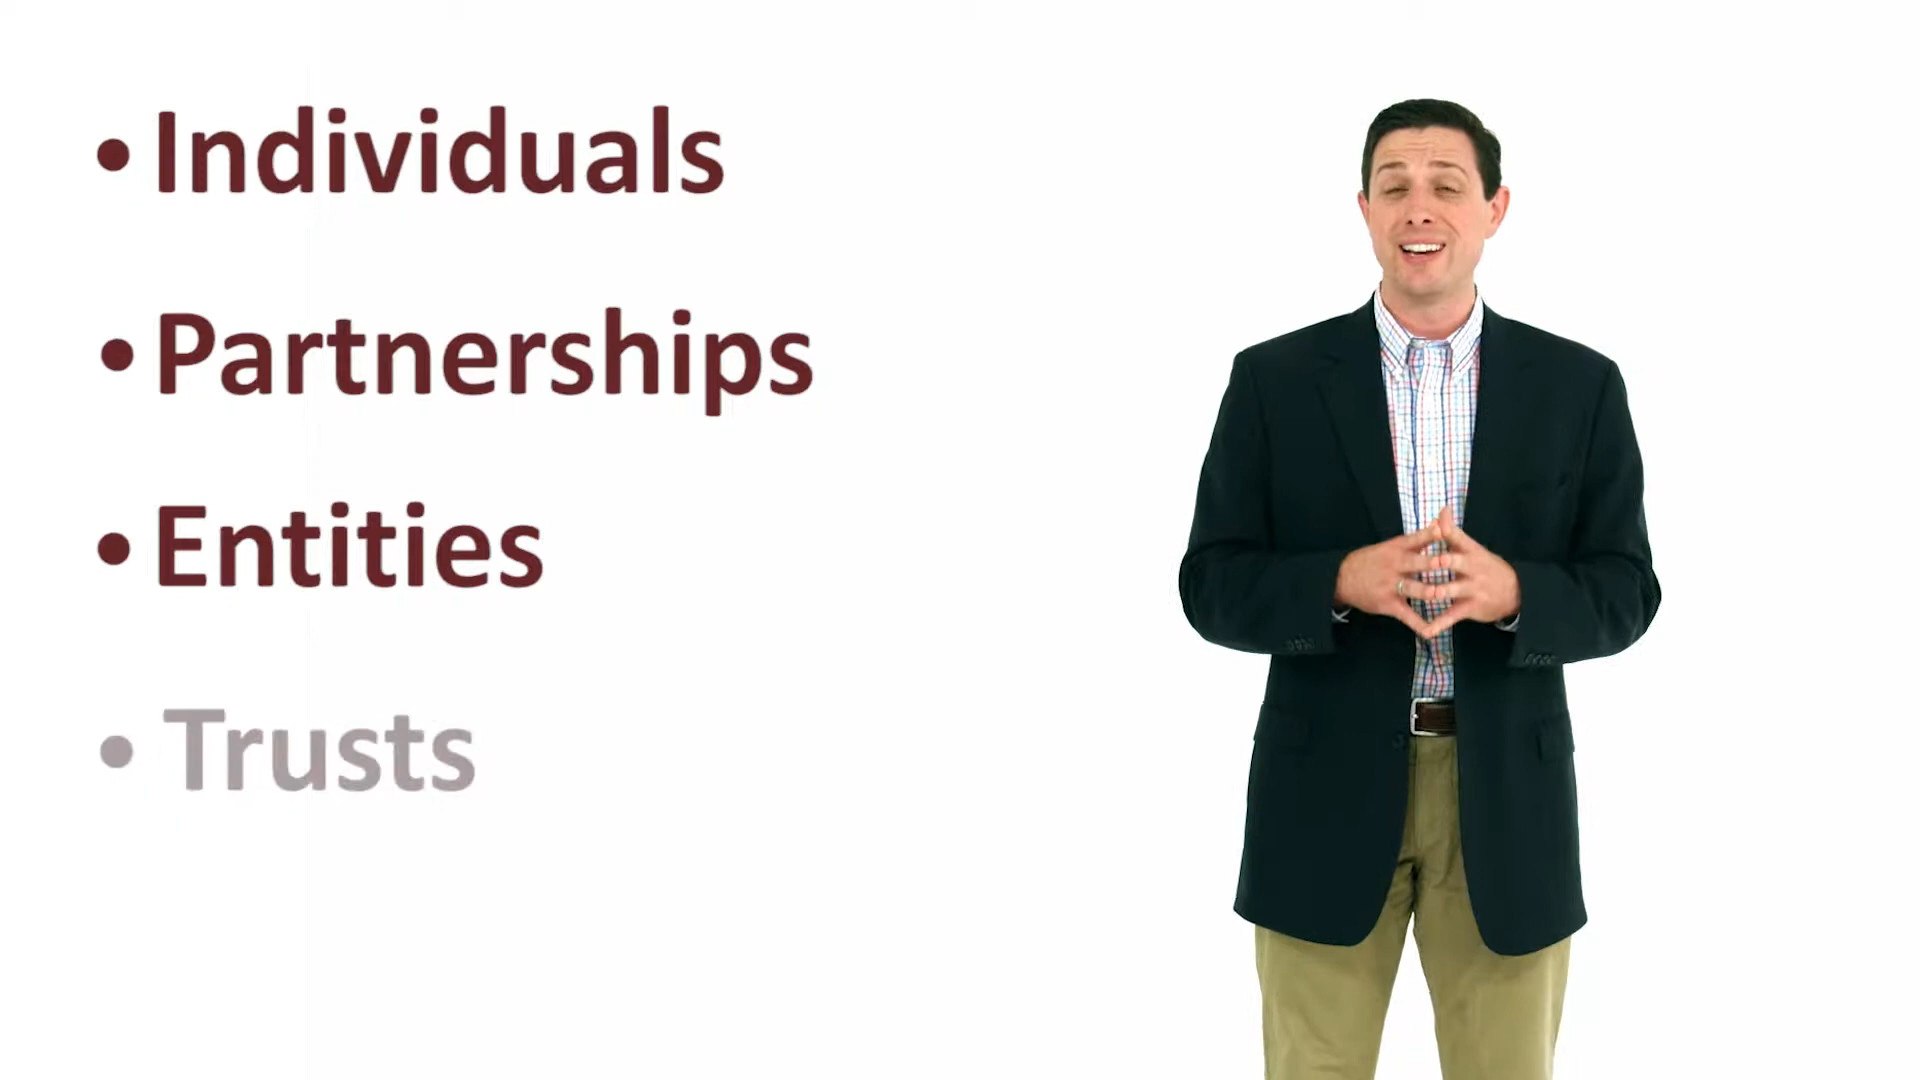 • Individuals
• Partnerships
• Entities
• Trusts